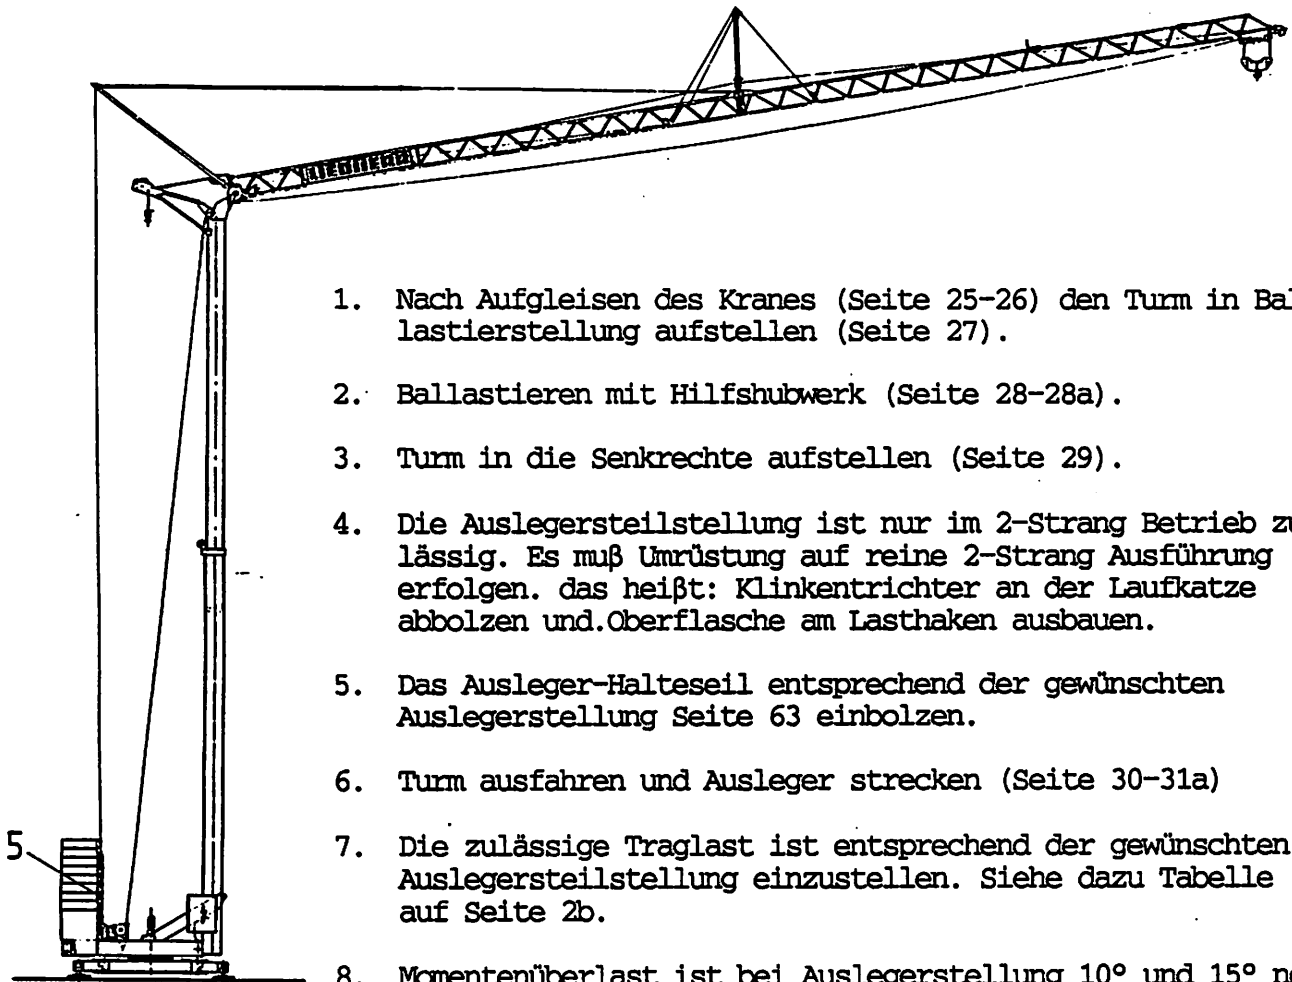 1. Nach Aufgleisen des Kranes (Seite 25-26) den Turm in Bal
lastierstellung aufstellen (Seite 27).
2. Ballastieren mit Hilfshubwerk (Seite 28-28a).
3. Turm in die Senkrechte aufstellen (Seite 29).
4. Die Auslegersteilstellung ist nur im 2-Strang Betrieb zu
lässig. Es muß Umrüstung auf reine 2-Strang Ausführung
erfolgen. das heißt: Klinkentrichter an der Laufkatze
abbolzen und.Oberflasche am Lasthaken ausbauen.
5. Das Ausleger-Halteseil entsprechend der gewünschten
Auslegerstellung Seite 63 einbolzen.
6. Turm ausfahren und Ausleger strecken (Seite 30-31a)
5
7. Die zulässige Traglast ist entsprechend der gewünschten
Auslegersteilstellung einzustellen. Siehe dazu Tabelle
auf Seite 2b.
8. Momentenüberlast ist bei Auslegerstellung 10° und 15° ne